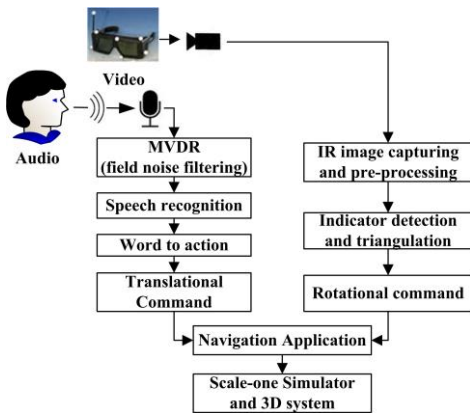 Video
Audio
MVDR
(field noise filtering)
Speech recognition
Word to action
Translational
Command
IR image capturing
and pre-processing
Indicator detection
and triangulation
Rotational command
Navigation Application
Scale-one Simulator
and 3D system